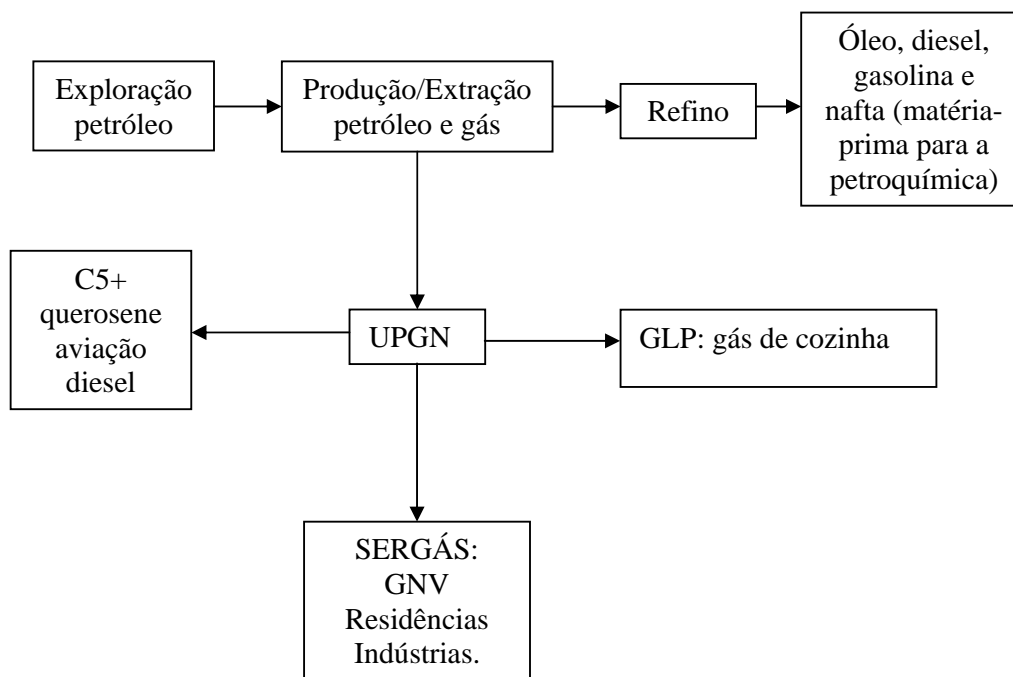 Exploração
petróleo
Produção/Extração
petróleo e gás
Refino
Óleo, diesel,
gasolina e
nafta (matéria-
prima para a
petroquímica)
C5+
querosene
aviação
diesel
UPGN
GLP: gás de cozinha
SERGÁS:
GNV
Residências
Indústrias.